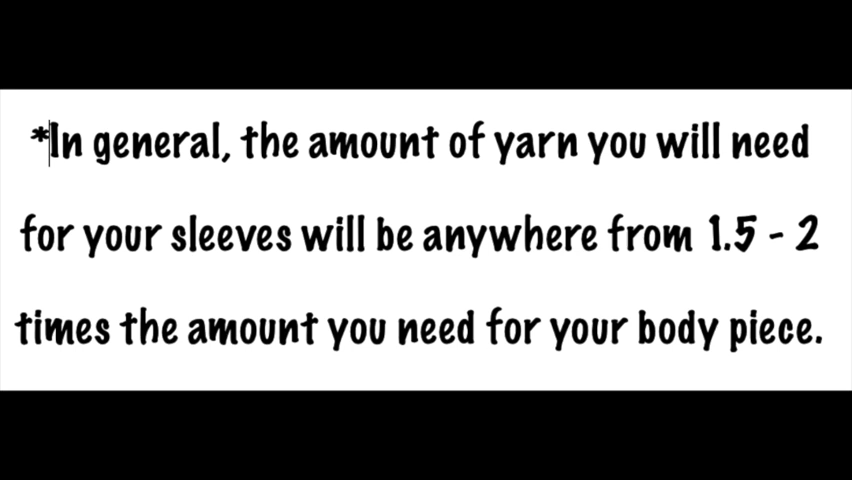 *In general, the amount of yarn you will need
for your sleeves will be anywhere from 1.5 - 2
times the amount you need for your body piece.